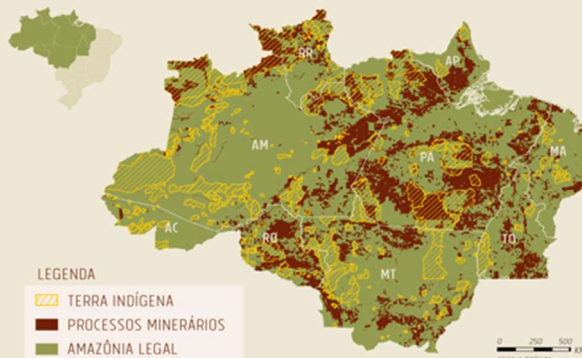 RR
AP
AM
PA
MA
AC
RO
TO
MT
LEGENDA
TERRA INDÍGENA
PROCESSOS MINERÁRIOS
AMAZÔNIA LEGAL
0 250 500